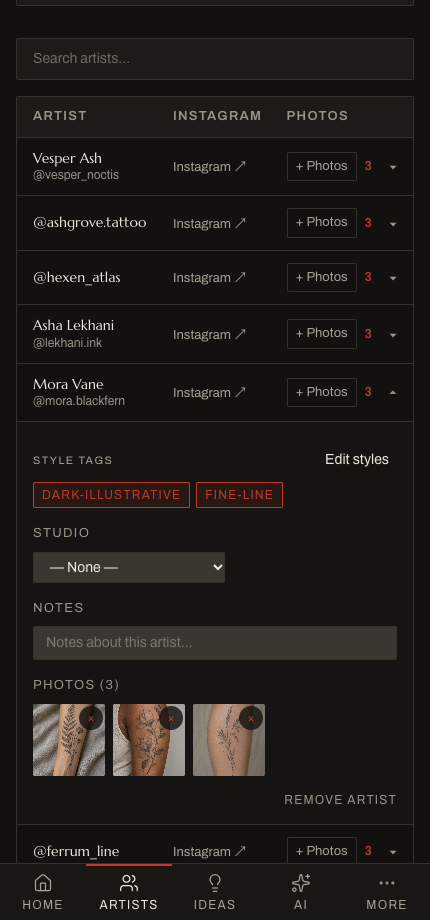 Search artists...
ARTIST INSTAGRAM PHOTOS
Vesper Ash
@vesper_noctis
Instagram ↗ + Photos 3
@ashgrove.tattoo Instagram ↗ + Photos 3
@hexen_atlas Instagram ↗ + Photos 3
Asha Lekhani
@lekhani.ink
Instagram ↗ + Photos 3
Mora Vane
@mora.blackfern
Instagram ↗ + Photos 3
STYLE TAGS Edit styles
DARK-ILLUSTRATIVE FINE-LINE
STUDIO
— None —
NOTES
Notes about this artist...
PHOTOS (3)
× × ×
REMOVE ARTIST
@ferrum_line Instagram ↗ + Photos 3
HOME ARTISTS IDEAS AI MORE